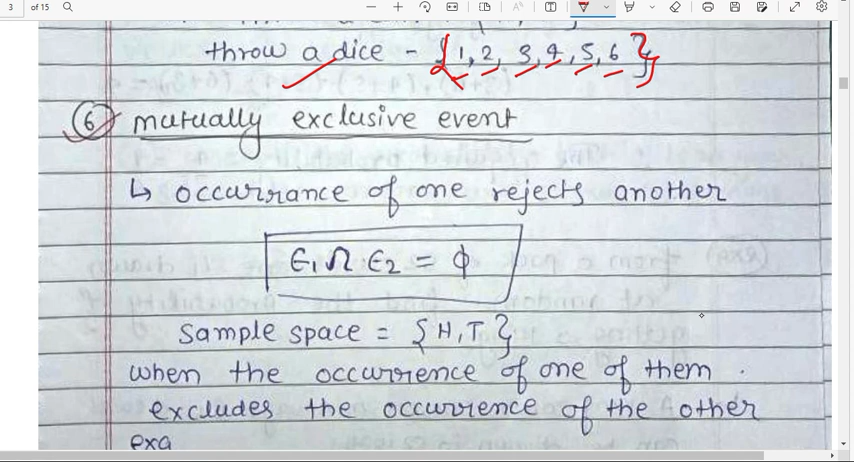 3 of 15
throw a dice - {1, 2, 3, 4, 5, 6}
⑥ mutually exclusive event
↳ occurrance of one rejects another
E₁ ∩ E₂ = ϕ
Sample space = {H, T}
when the occurrence of one of them .
excludes the occurrence of the other
exa